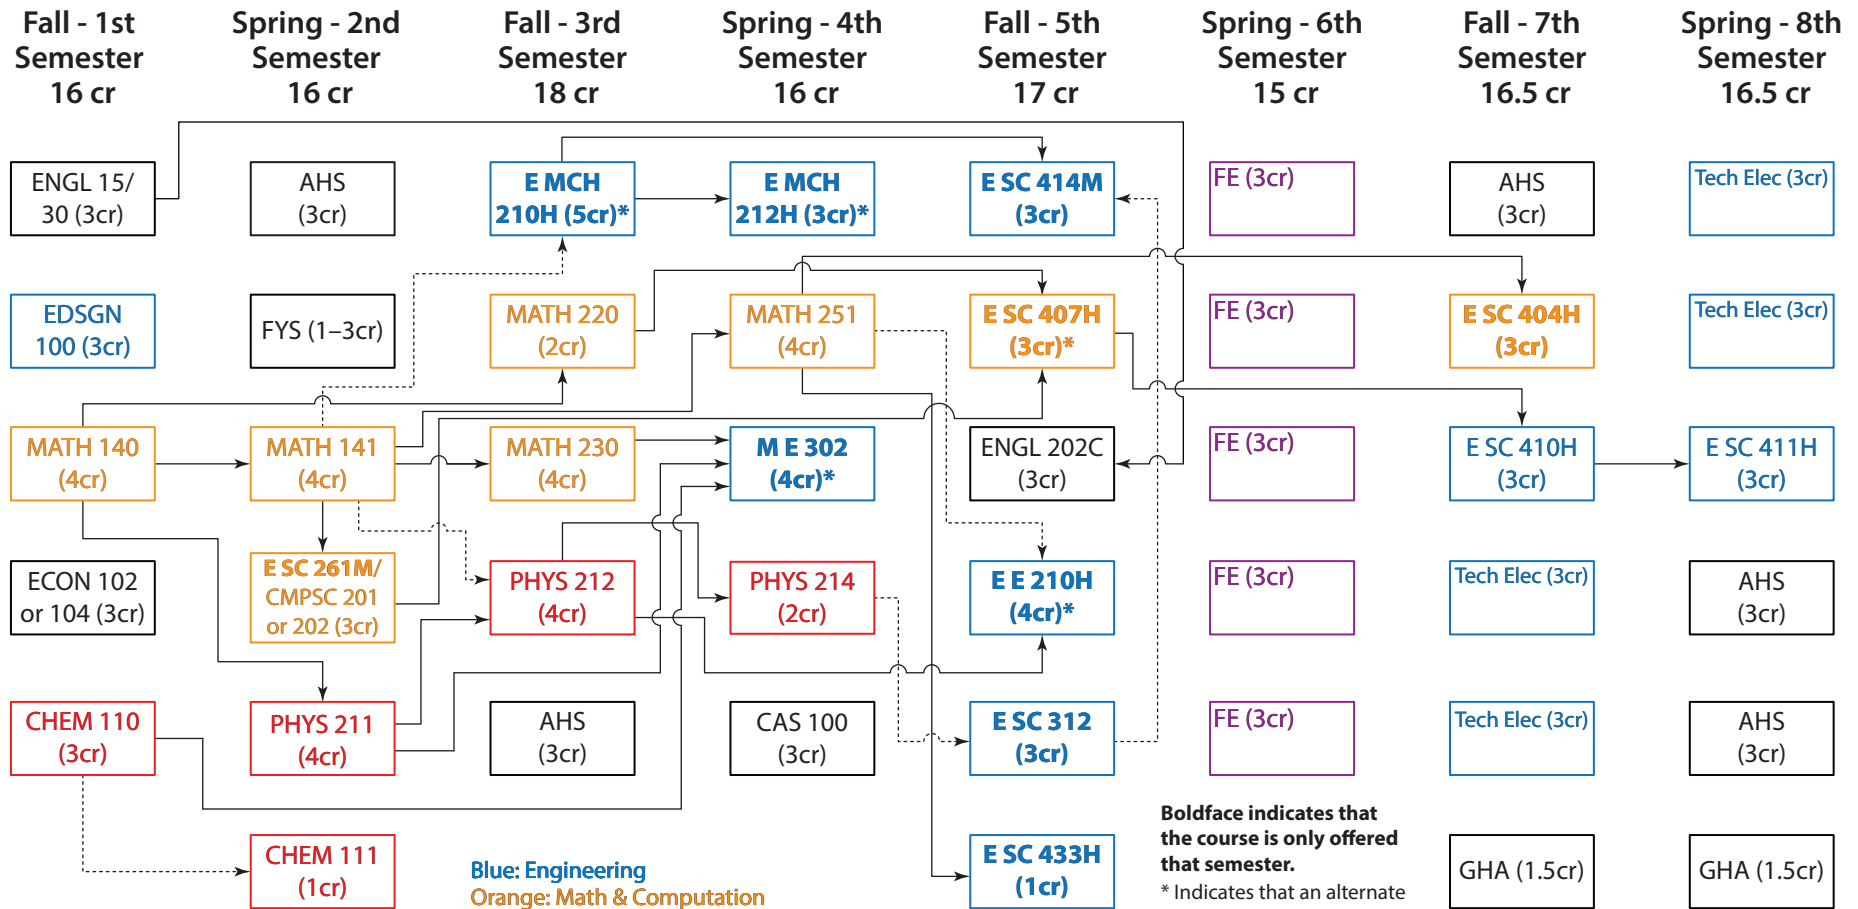 Fall - 1st
Semester
16 cr
Spring - 2nd
Semester
16 cr
Fall - 3rd
Semester
18 cr
Spring - 4th
Semester
16 cr
Fall - 5th
Semester
17 cr
Spring - 6th
Semester
15 cr
Fall - 7th
Semester
16.5 cr
Spring - 8th
Semester
16.5 cr
ENGL 15/
30 (3cr)
AHS
(3cr)
E MCH
210H (5cr)*
E MCH
212H (3cr)*
E SC 414M
(3cr)
FE (3cr)
AHS
(3cr)
Tech Elec (3cr)
EDSGN
100 (3cr)
FYS (1–3cr)
MATH 220
(2cr)
MATH 251
(4cr)
E SC 407H
(3cr)*
FE (3cr)
E SC 404H
(3cr)
Tech Elec (3cr)
MATH 140
(4cr)
MATH 141
(4cr)
MATH 230
(4cr)
M E 302
(4cr)*
ENGL 202C
(3cr)
FE (3cr)
E SC 410H
(3cr)
E SC 411H
(3cr)
ECON 102
or 104 (3cr)
E SC 261M/
CMPSC 201
or 202 (3cr)
PHYS 212
(4cr)
PHYS 214
(2cr)
E E 210H
(4cr)*
FE (3cr)
Tech Elec (3cr)
AHS
(3cr)
CHEM 110
(3cr)
PHYS 211
(4cr)
AHS
(3cr)
CAS 100
(3cr)
E SC 312
(3cr)
FE (3cr)
Tech Elec (3cr)
AHS
(3cr)
CHEM 111
(1cr)
Blue: Engineering
Orange: Math & Computation
E SC 433H
(1cr)
Boldface indicates that
the course is only offered
that semester.
* Indicates that an alternate
GHA (1.5cr)
GHA (1.5cr)